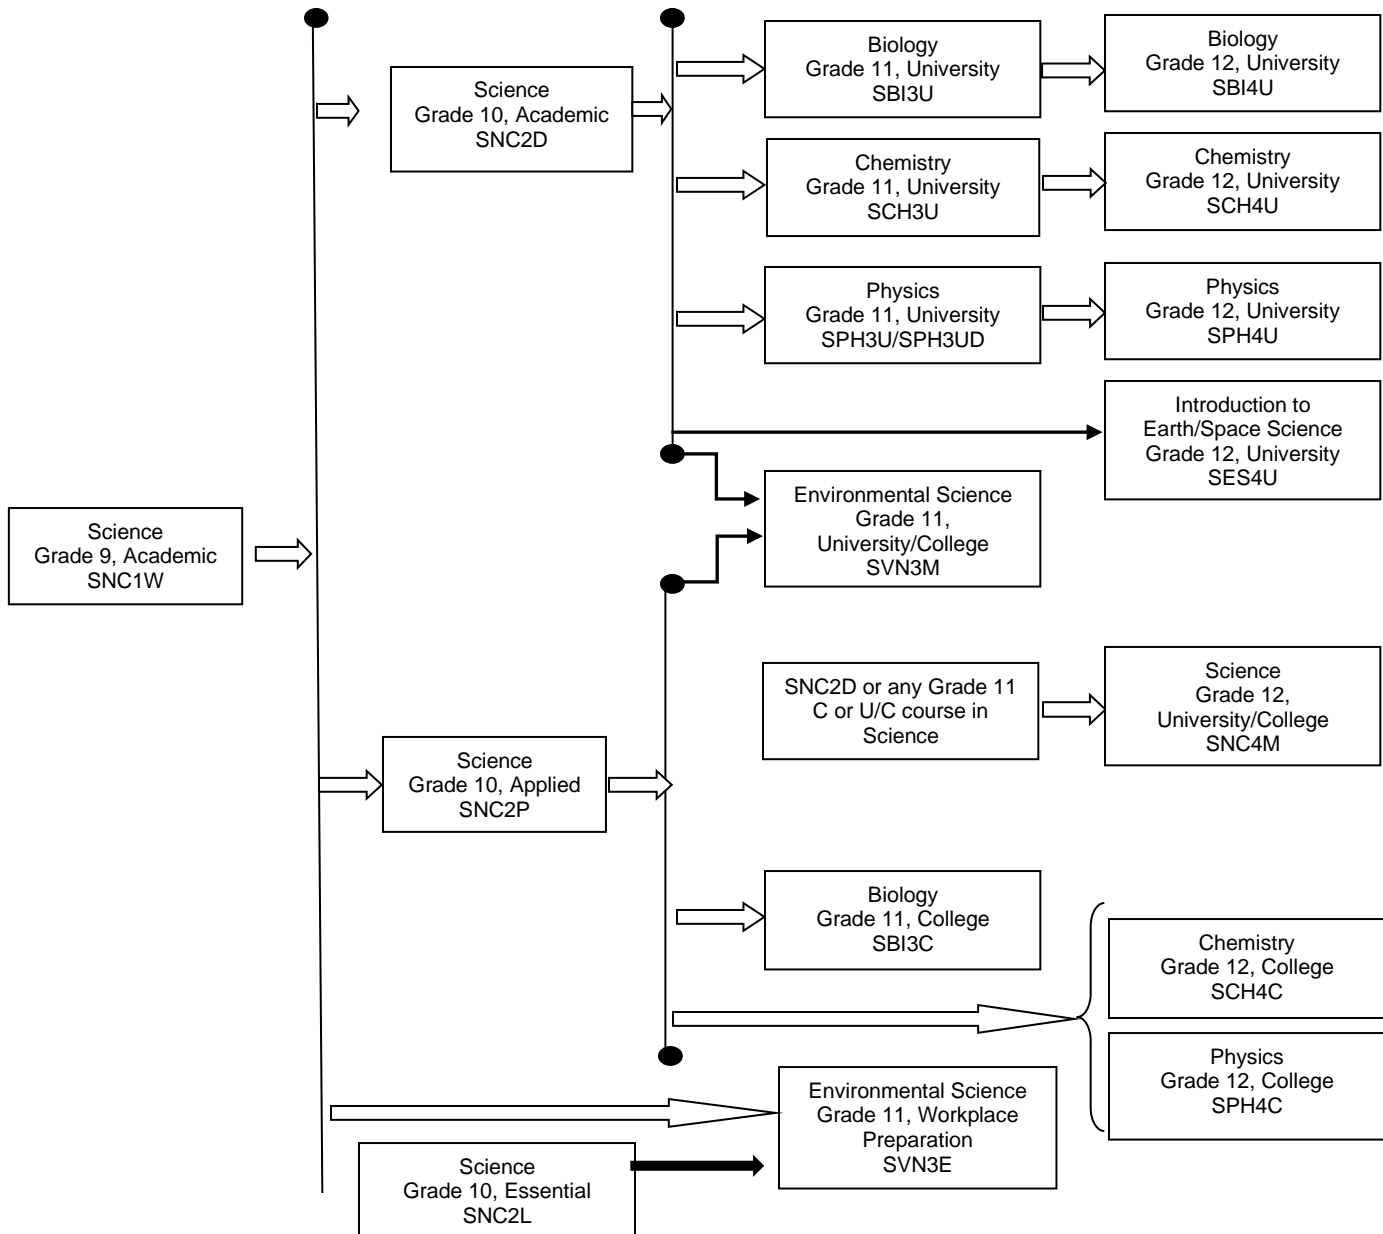 Biology
Grade 11, University
SBI3U
Biology
Grade 12, University
SBI4U
Science
Grade 10, Academic
SNC2D
Chemistry
Grade 11, University
SCH3U
Chemistry
Grade 12, University
SCH4U
Physics
Grade 11, University
SPH3U/SPH3UD
Physics
Grade 12, University
SPH4U
Introduction to
Earth/Space Science
Grade 12, University
SES4U
Environmental Science
Grade 11,
University/College
SVN3M
Science
Grade 9, Academic
SNC1W
SNC2D or any Grade 11
C or U/C course in
Science
Science
Grade 12,
University/College
SNC4M
Science
Grade 10, Applied
SNC2P
Biology
Grade 11, College
SBI3C
Chemistry
Grade 12, College
SCH4C
Physics
Grade 12, College
SPH4C
Environmental Science
Grade 11, Workplace
Preparation
SVN3E
Science
Grade 10, Essential
SNC2L